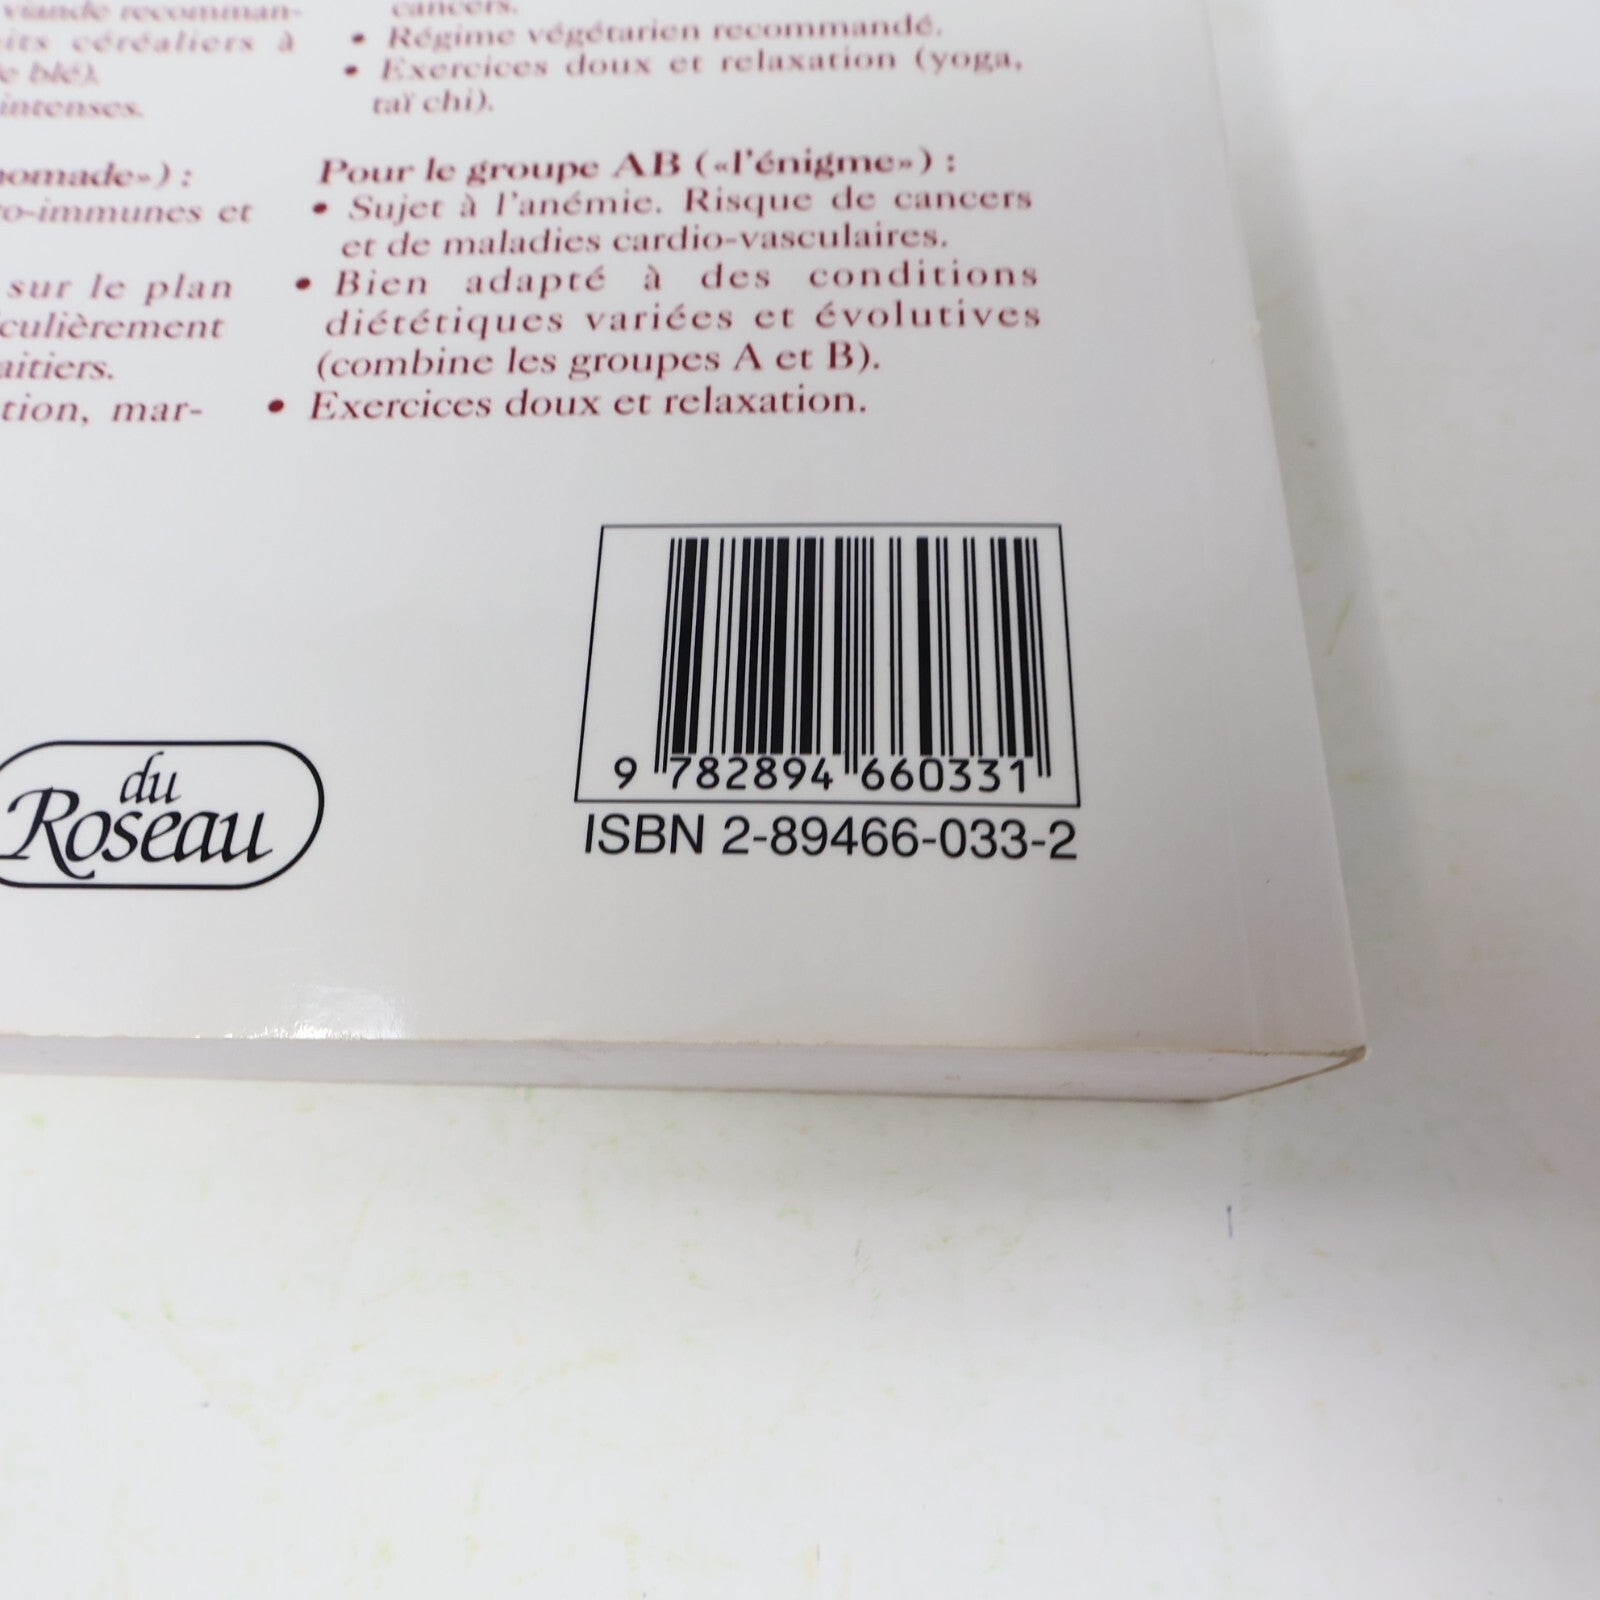 viande recomman-
its céréaliers à
le blé).
intenses.
nomade») :
o-immunes et
sur le plan
culièrement
aitiers.
tion, mar-
cancers.
• Régime végétarien recommandé.
• Exercices doux et relaxation (yoga,
taï chi).
Pour le groupe AB («l'énigme») :
• Sujet à l'anémie. Risque de cancers
et de maladies cardio-vasculaires.
• Bien adapté à des conditions
diététiques variées et évolutives
(combine les groupes A et B).
• Exercices doux et relaxation.
9 782894 660331
ISBN 2-89466-033-2
du
Roseau